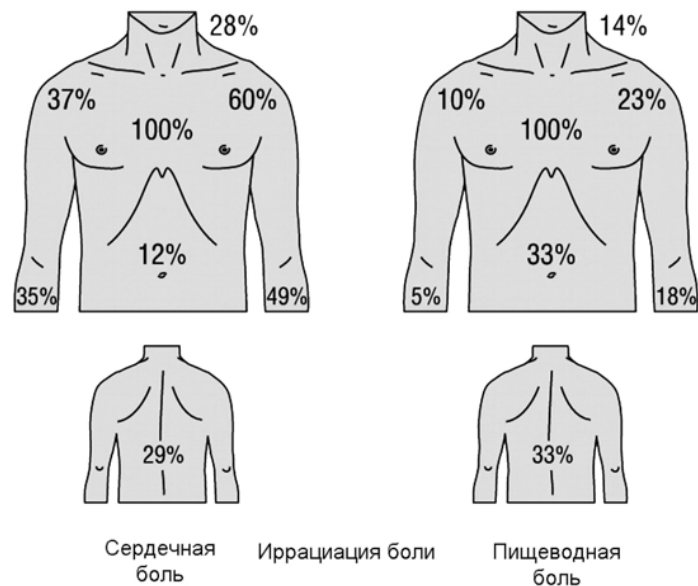 28% 14%
37% 60% 10% 23%
100% 100%
12% 33%
35% 49% 5% 18%
29% 33%
Сердечная боль
Иррациация боли
Пищеводная боль